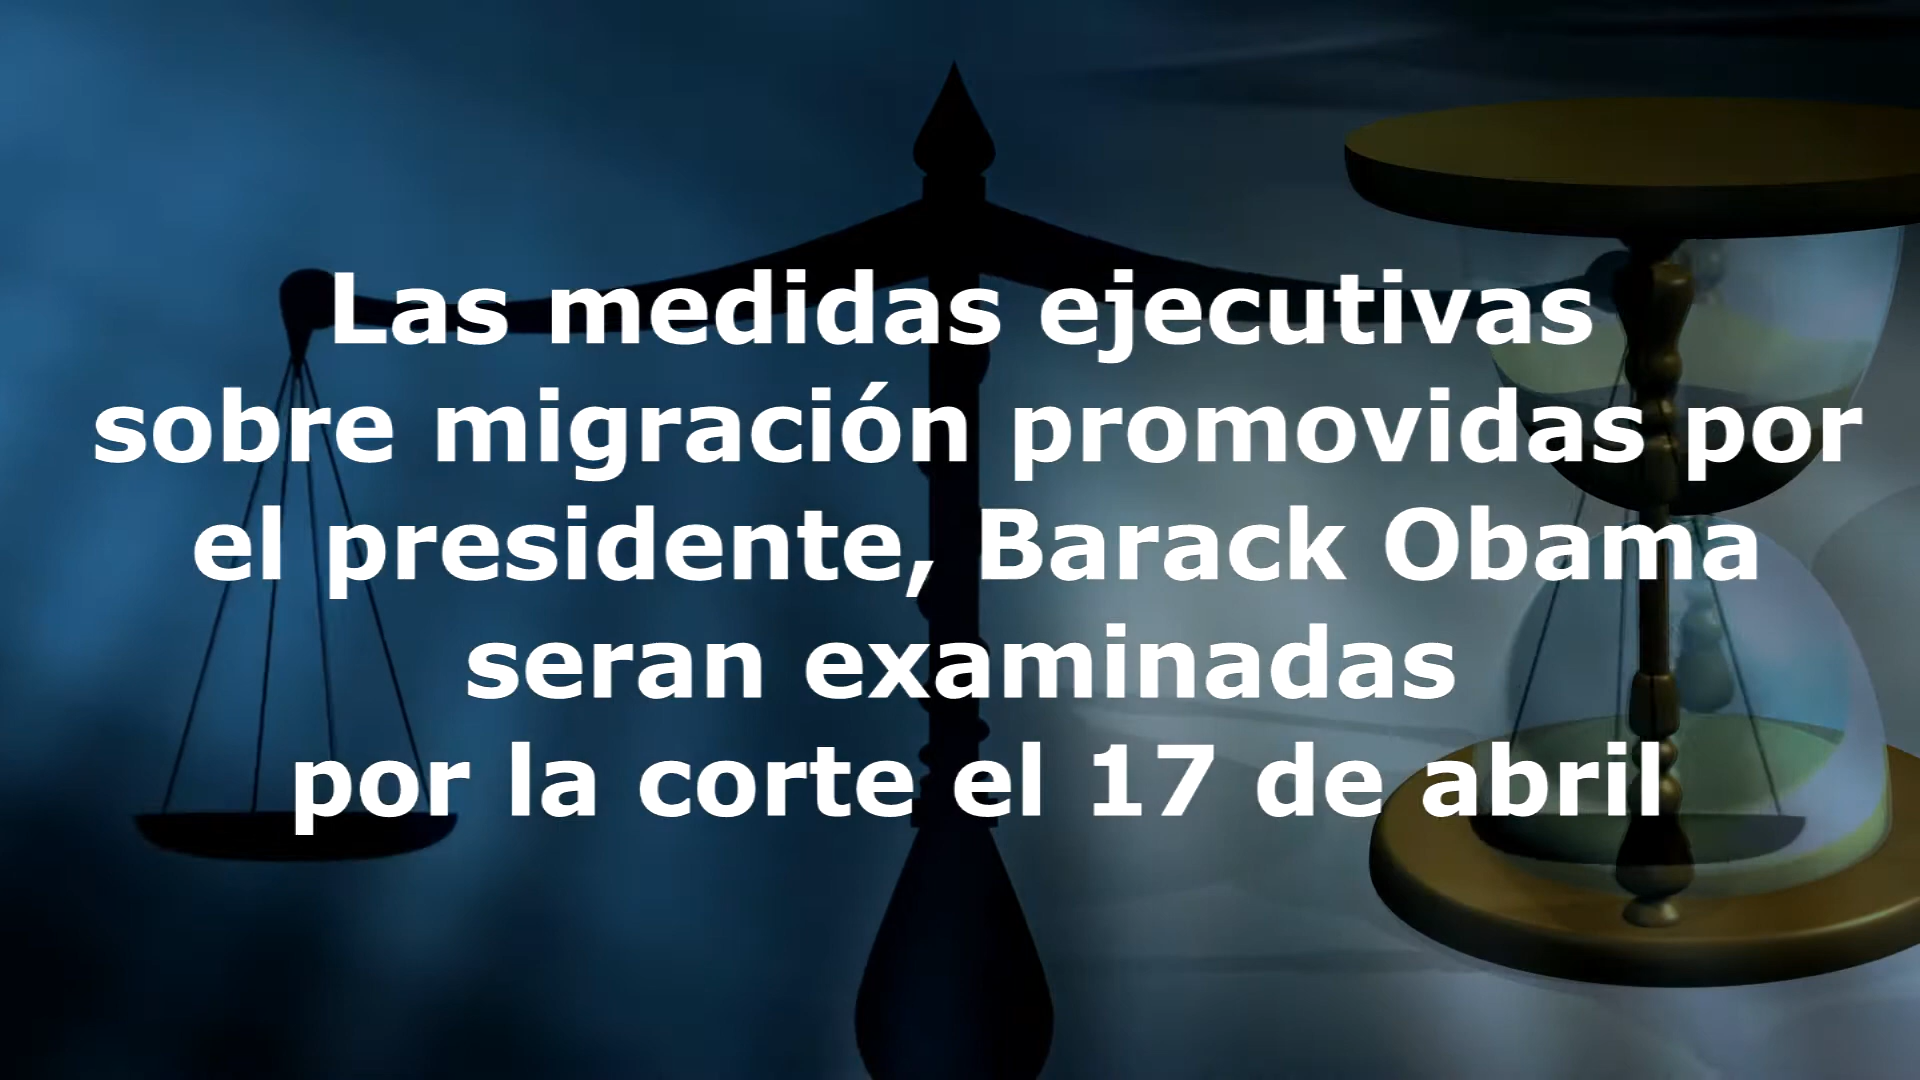 Las medidas ejecutivas
sobre migración promovidas por
el presidente, Barack Obama
seran examinadas
por la corte el 17 de abril